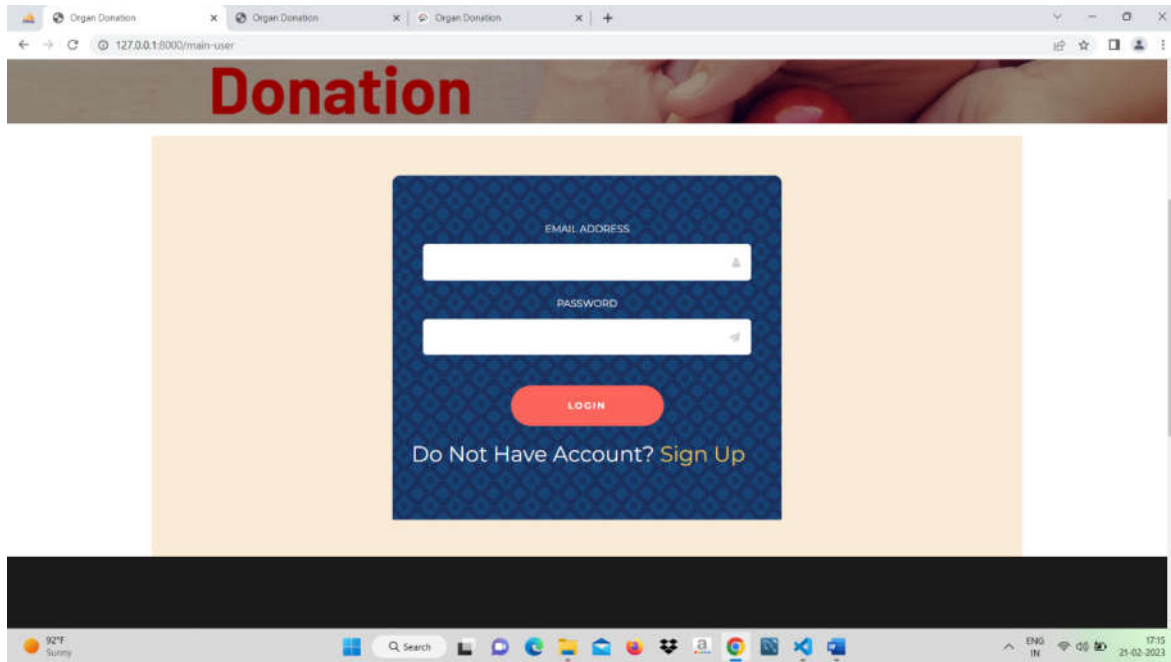 Organ Donation
Organ Donation
Organ Donation
127.0.0.1:8000/main-user
Donation
EMAIL ADDRESS
PASSWORD
LOGIN
Do Not Have Account? Sign Up
92°F
Sunny
Search
a
ENG
IN
17:15
21-02-2023